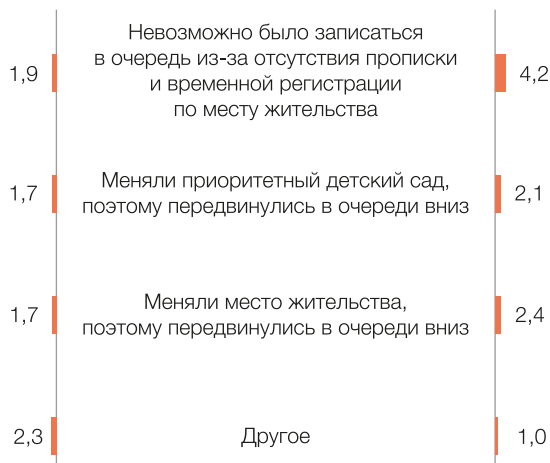 Невозможно было записаться
в очередь из-за отсутствия прописки
и временной регистрации
по месту жительства
1,9
4,2
Меняли приоритетный детский сад,
поэтому передвинулись в очереди вниз
1,7
2,1
Меняли место жительства,
поэтому передвинулись в очереди вниз
1,7
2,4
2,3
Другое
1,0